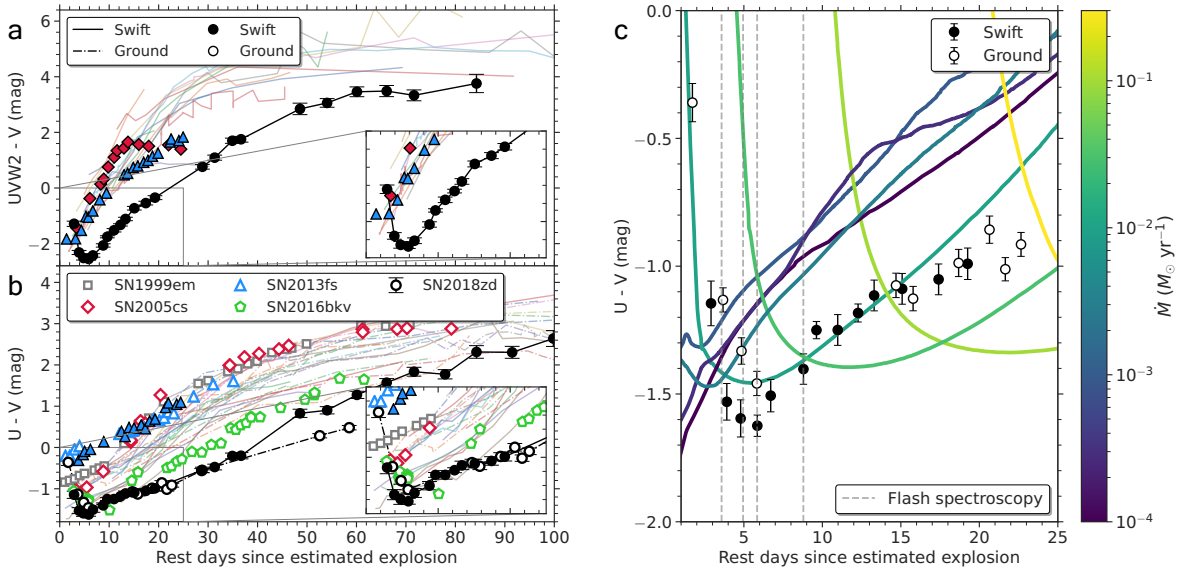 a
Swift
Ground
Swift
Ground
UVW2 - V (mag)
6
4
2
0
−2
b
SN1999em
SN2005cs
SN2013fs
SN2016bkv
SN2018zd
U - V (mag)
3
2
1
0
−1
0 10 20 30 40 50 60 70 80 90 100
Rest days since estimated explosion
c
Swift
Ground
Flash spectroscopy
U - V (mag)
0.0
−0.5
−1.0
−1.5
−2.0
5 10 15 20 25
Rest days since estimated explosion
10⁻¹
10⁻²
10⁻³
10⁻⁴
Ṁ (M⊙ yr⁻¹)